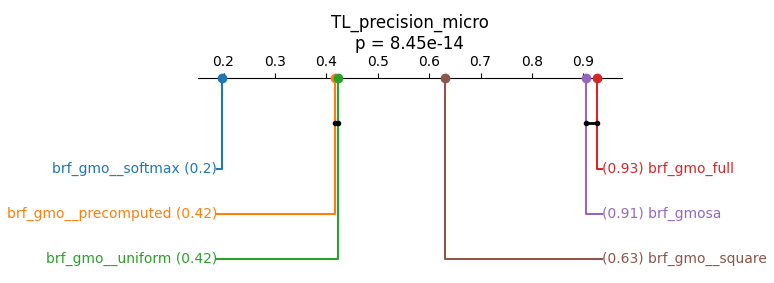 TL_precision_micro
p = 8.45e-14
0.2 0.3 0.4 0.5 0.6 0.7 0.8 0.9
brf_gmo__softmax (0.2)
(0.93) brf_gmo_full
brf_gmo__precomputed (0.42)
(0.91) brf_gmosa
brf_gmo__uniform (0.42)
(0.63) brf_gmo__square